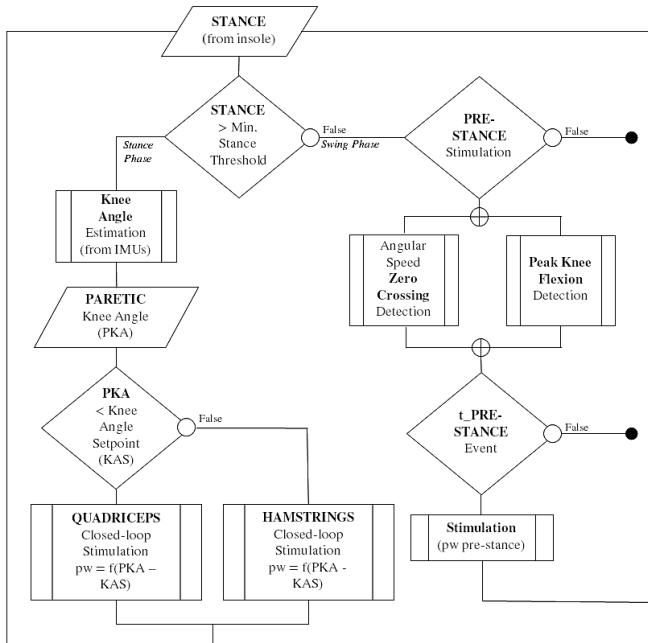 STANCE
(from insole)
STANCE
> Min.
Stance
Threshold
False
Swing Phase
Stance
Phase
PRE-
STANCE
Stimulation
False
Knee
Angle
Estimation
(from IMUs)
Angular
Speed
Zero
Crossing
Detection
Peak Knee
Flexion
Detection
PARETIC
Knee Angle
(PKA)
PKA
< Knee
Angle
Setpoint
(KAS)
False
t_PRE-
STANCE
Event
False
QUADRICEPS
Closed-loop
Stimulation
pw = f(PKA –
KAS)
HAMSTRINGS
Closed-loop
Stimulation
pw = f(PKA -
KAS)
Stimulation
(pw pre-stance)